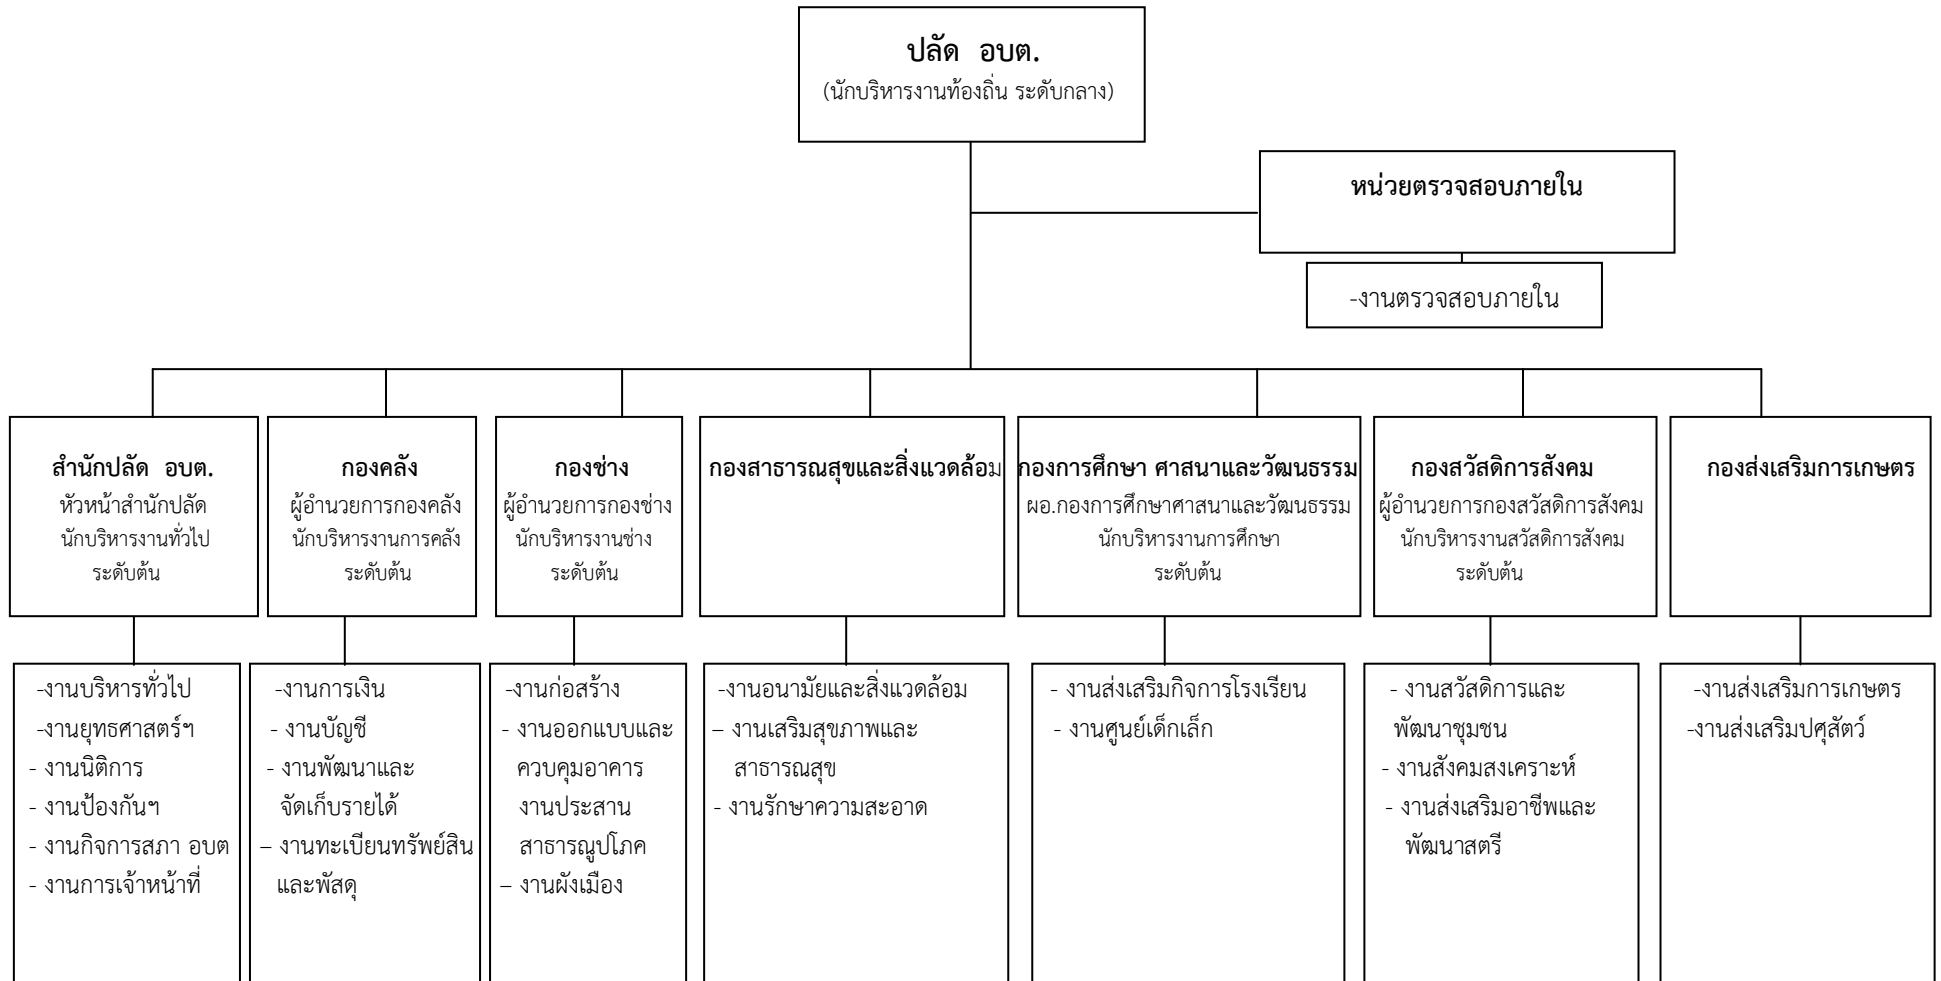 ปลัด อบต.
(นักบริหารงานท้องถิ่น ระดับกลาง)
หน่วยตรวจสอบภายใน
-งานตรวจสอบภายใน
สำนักปลัด อบต.
หัวหน้าสำนักปลัด
นักบริหารงานทั่วไป
ระดับต้น
กองคลัง
ผู้อำนวยการกองคลัง
นักบริหารงานการคลัง
ระดับต้น
กองช่าง
ผู้อำนวยการกองช่าง
นักบริหารงานช่าง
ระดับต้น
กองสาธารณสุขและสิ่งแวดล้อม
กองการศึกษา ศาสนาและวัฒนธรรม
ผอ.กองการศึกษาศาสนาและวัฒนธรรม
นักบริหารงานการศึกษา
ระดับต้น
กองสวัสดิการสังคม
ผู้อำนวยการกองสวัสดิการสังคม
นักบริหารงานสวัสดิการสังคม
ระดับต้น
กองส่งเสริมการเกษตร
-งานบริหารทั่วไป
-งานยุทธศาสตร์ฯ
- งานนิติการ
- งานป้องกันฯ
- งานกิจการสภา อบต
- งานการเจ้าหน้าที่
-งานการเงิน
- งานบัญชี
- งานพัฒนาและ
จัดเก็บรายได้
– งานทะเบียนทรัพย์สิน
และพัสดุ
-งานก่อสร้าง
- งานออกแบบและ
ควบคุมอาคาร
งานประสาน
สาธารณูปโภค
– งานผังเมือง
-งานอนามัยและสิ่งแวดล้อม
– งานเสริมสุขภาพและ
สาธารณสุข
- งานรักษาความสะอาด
- งานส่งเสริมกิจการโรงเรียน
- งานศูนย์เด็กเล็ก
- งานสวัสดิการและ
พัฒนาชุมชน
- งานสังคมสงเคราะห์
- งานส่งเสริมอาชีพและ
พัฒนาสตรี
-งานส่งเสริมการเกษตร
-งานส่งเสริมปศุสัตว์